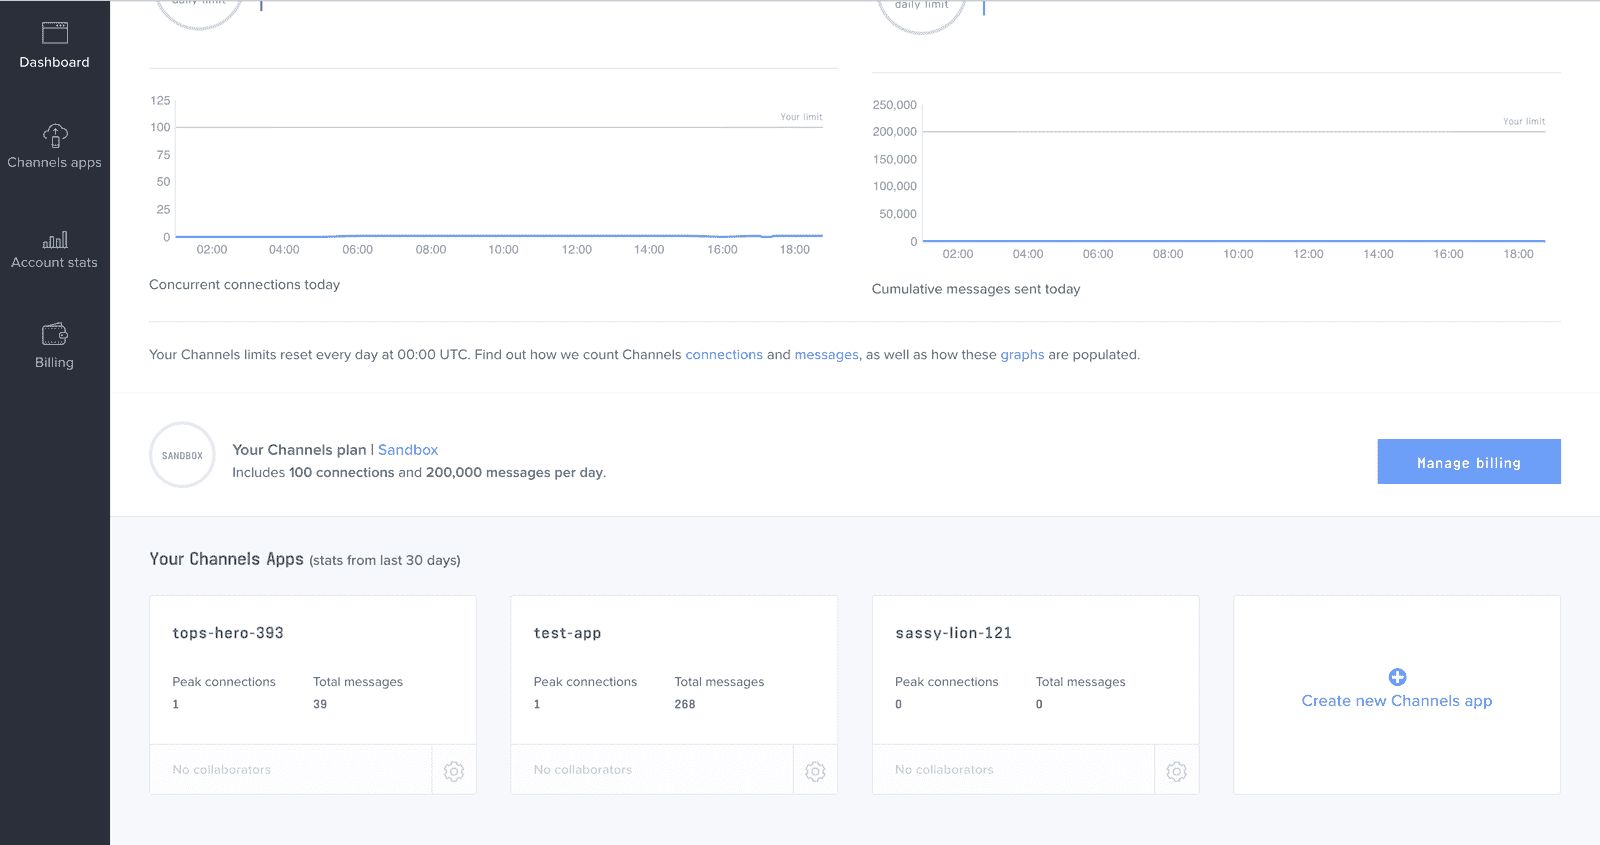 Dashboard
Channels apps
Account stats
Billing
daily limit
daily limit
125
100
75
50
25
0
Your limit
02:00 04:00 06:00 08:00 10:00 12:00 14:00 16:00 18:00
Concurrent connections today
250,000
200,000
150,000
100,000
50,000
0
Your limit
02:00 04:00 06:00 08:00 10:00 12:00 14:00 16:00 18:00
Cumulative messages sent today
Your Channels limits reset every day at 00:00 UTC. Find out how we count Channels connections and messages, as well as how these graphs are populated.
SANDBOX
Your Channels plan | Sandbox
Includes 100 connections and 200,000 messages per day.
Manage billing
Your Channels Apps (stats from last 30 days)
tops-hero-393
Peak connections Total messages
1 39
No collaborators
test-app
Peak connections Total messages
1 268
No collaborators
sassy-lion-121
Peak connections Total messages
0 0
No collaborators
Create new Channels app